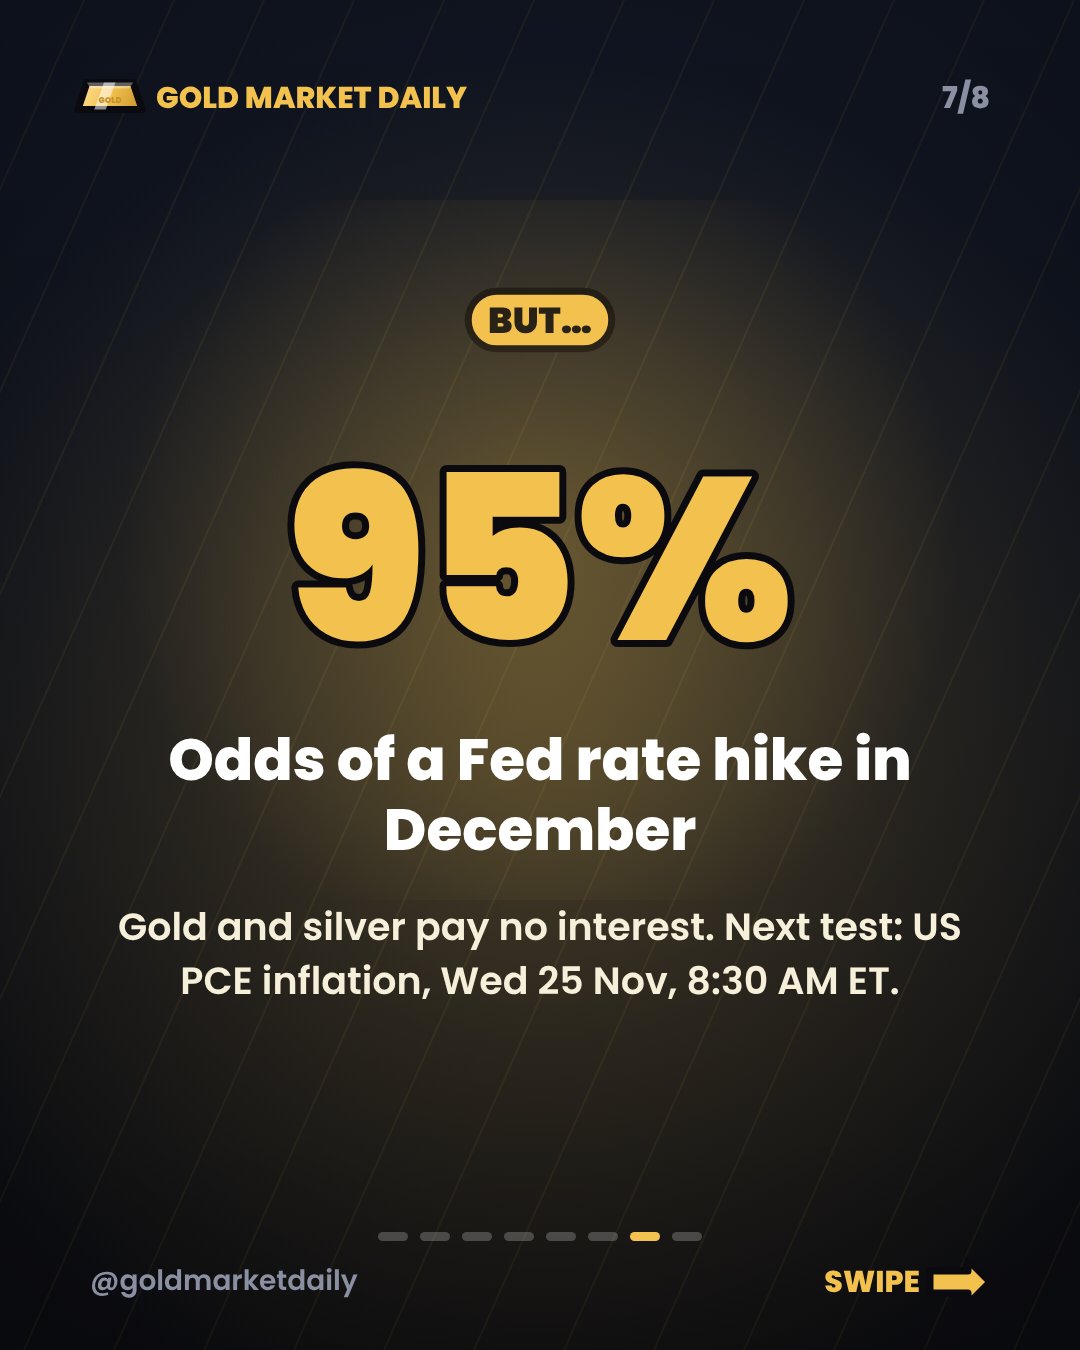 GOLD
GOLD MARKET DAILY
7/8
BUT...
95%
Odds of a Fed rate hike in
December
Gold and silver pay no interest. Next test: US
PCE inflation, Wed 25 Nov, 8:30 AM ET.
@goldmarketdaily
SWIPE